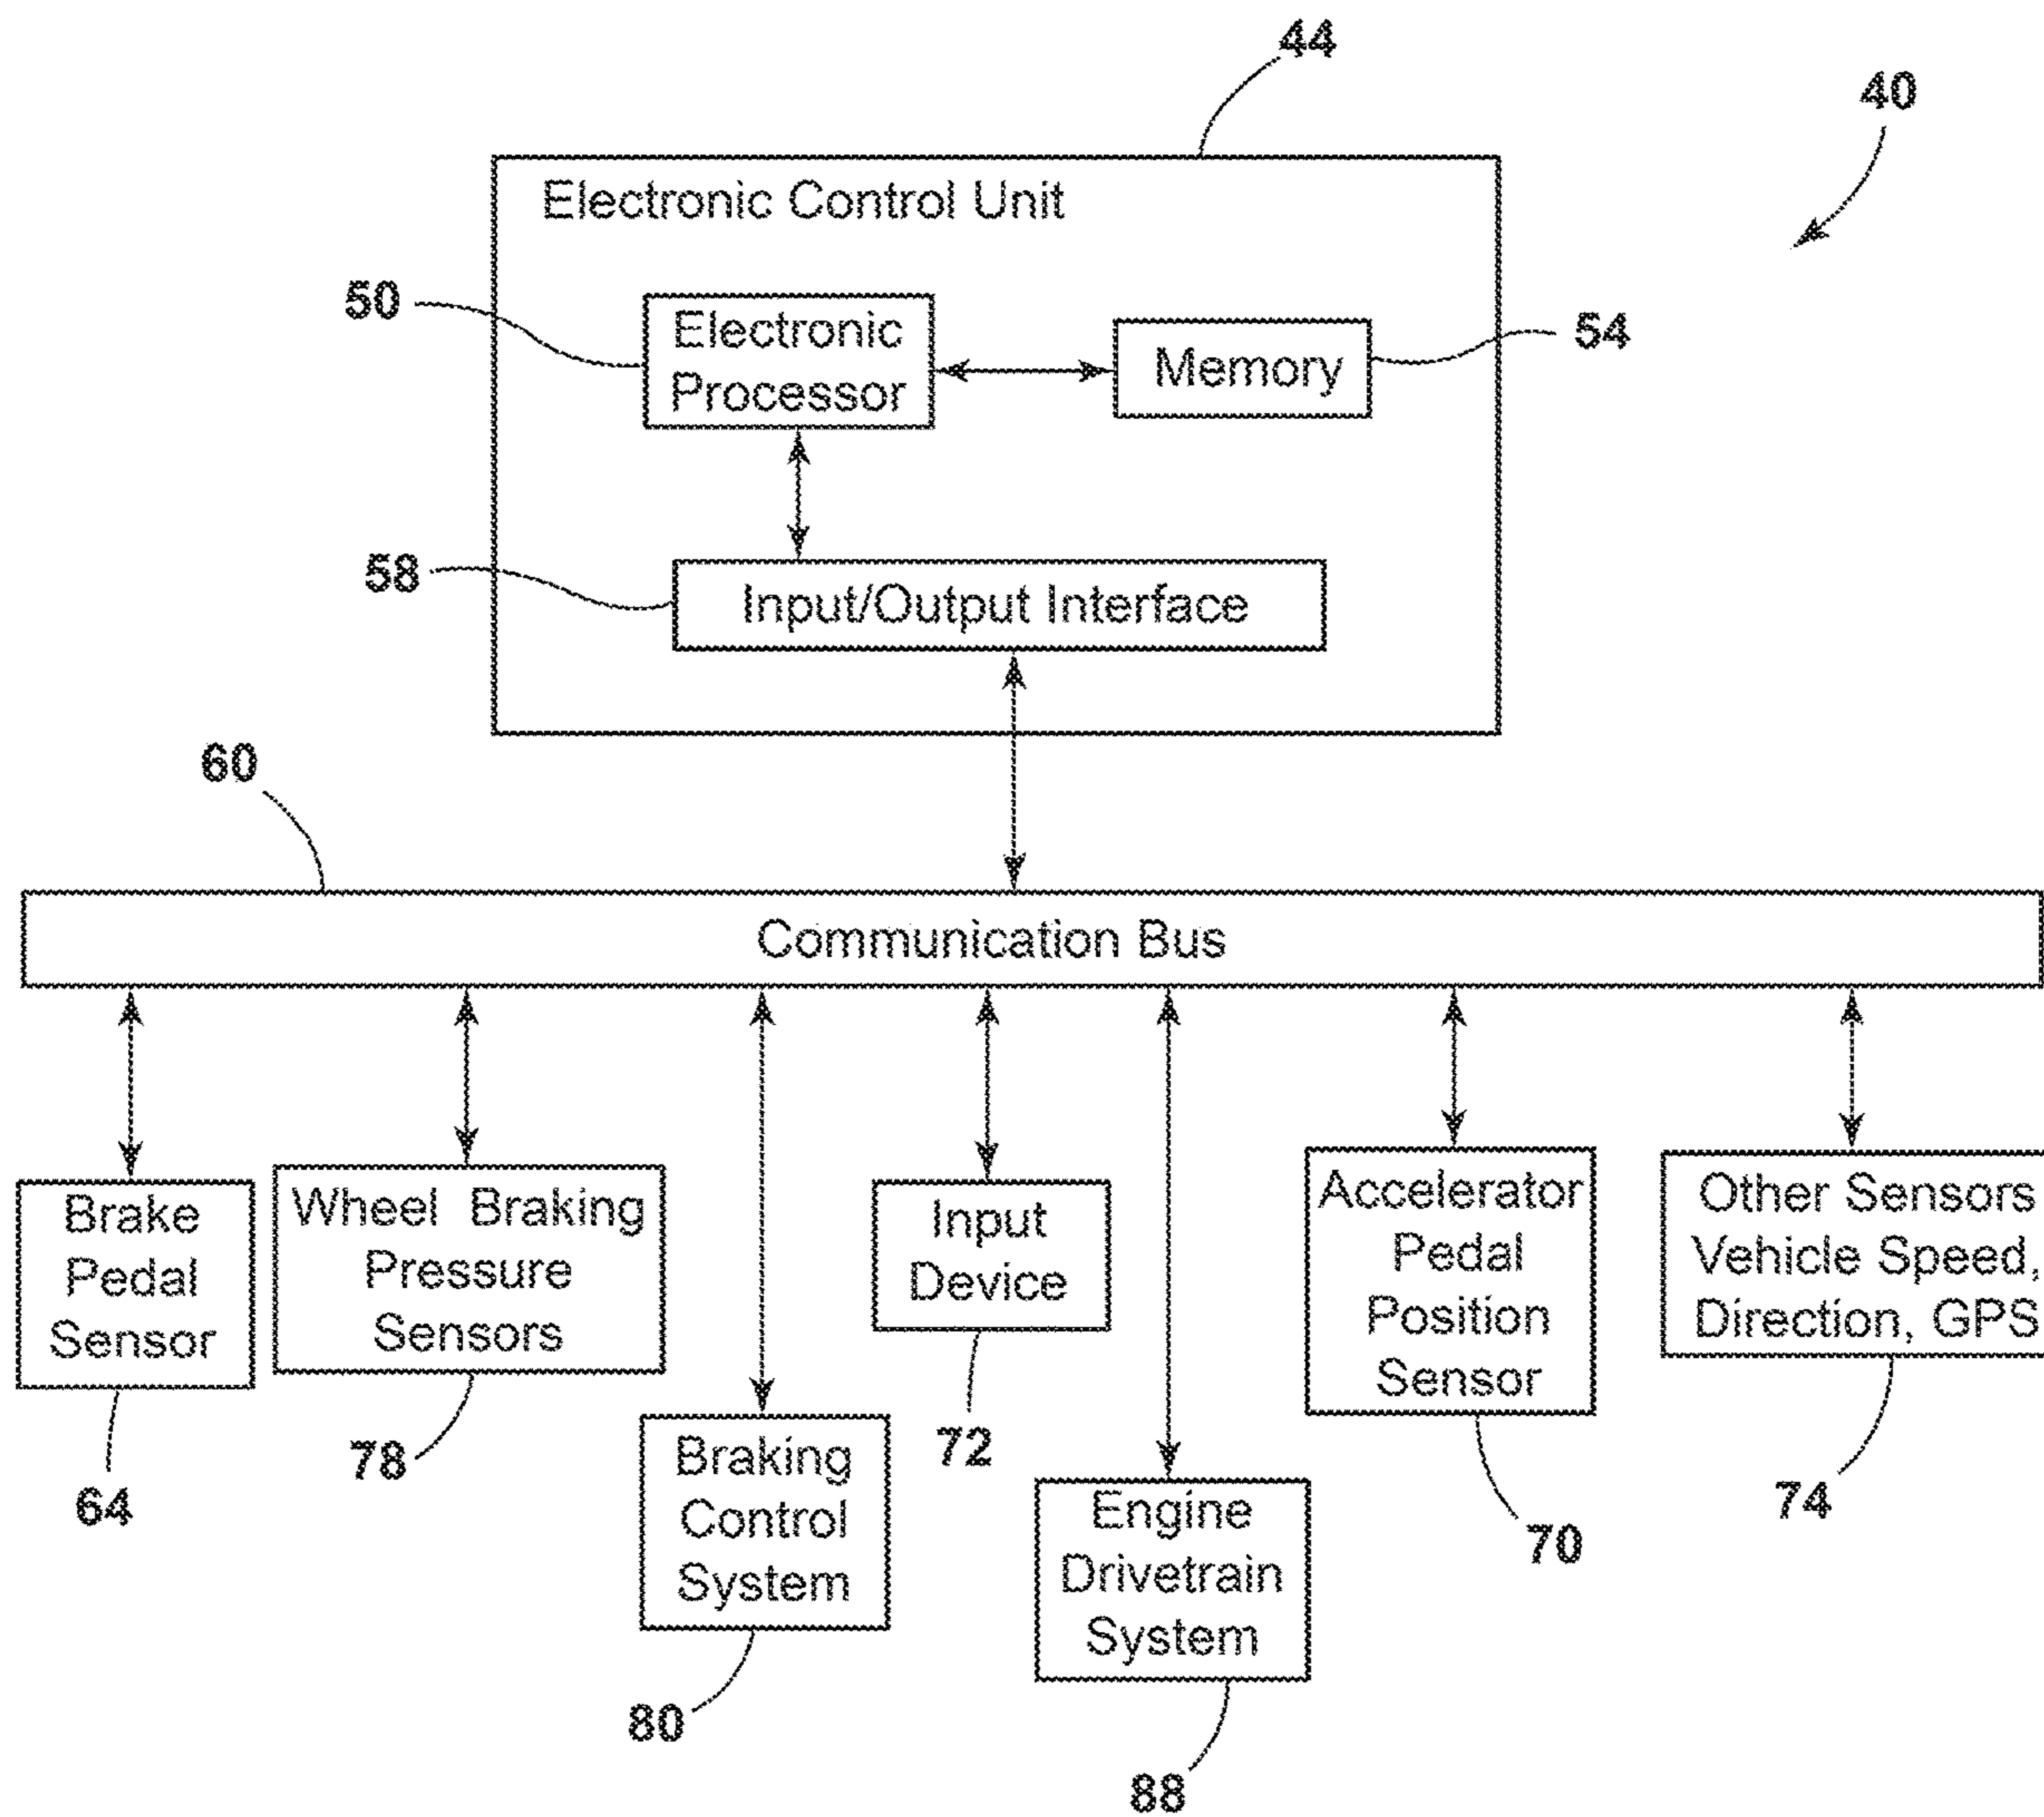 44
40
Electronic Control Unit
50
Electronic
Processor
Memory
54
58
Input/Output Interface
60
Communication Bus
Brake
Pedal
Sensor
64
Wheel Braking
Pressure
Sensors
78
Braking
Control
System
80
Input
Device
72
Engine
Drivetrain
System
88
Accelerator
Pedal
Position
Sensor
70
Other Sensors
Vehicle Speed,
Direction, GPS
74